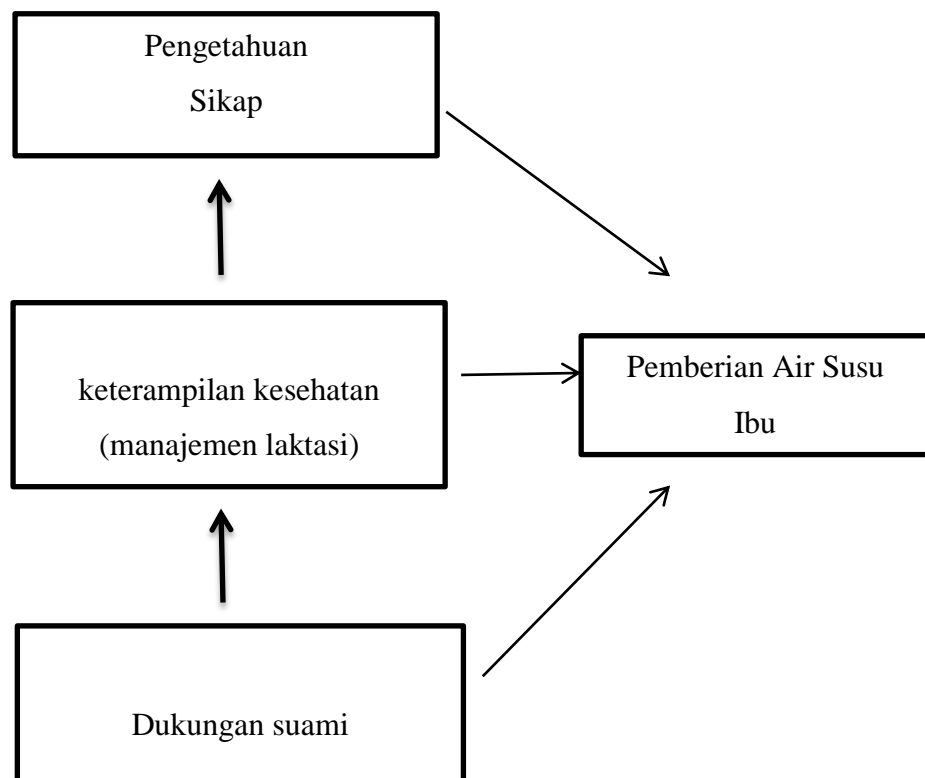 Pengetahuan
Sikap
keterampilan kesehatan
(manajemen laktasi)
Pemberian Air Susu
Ibu
Dukungan suami